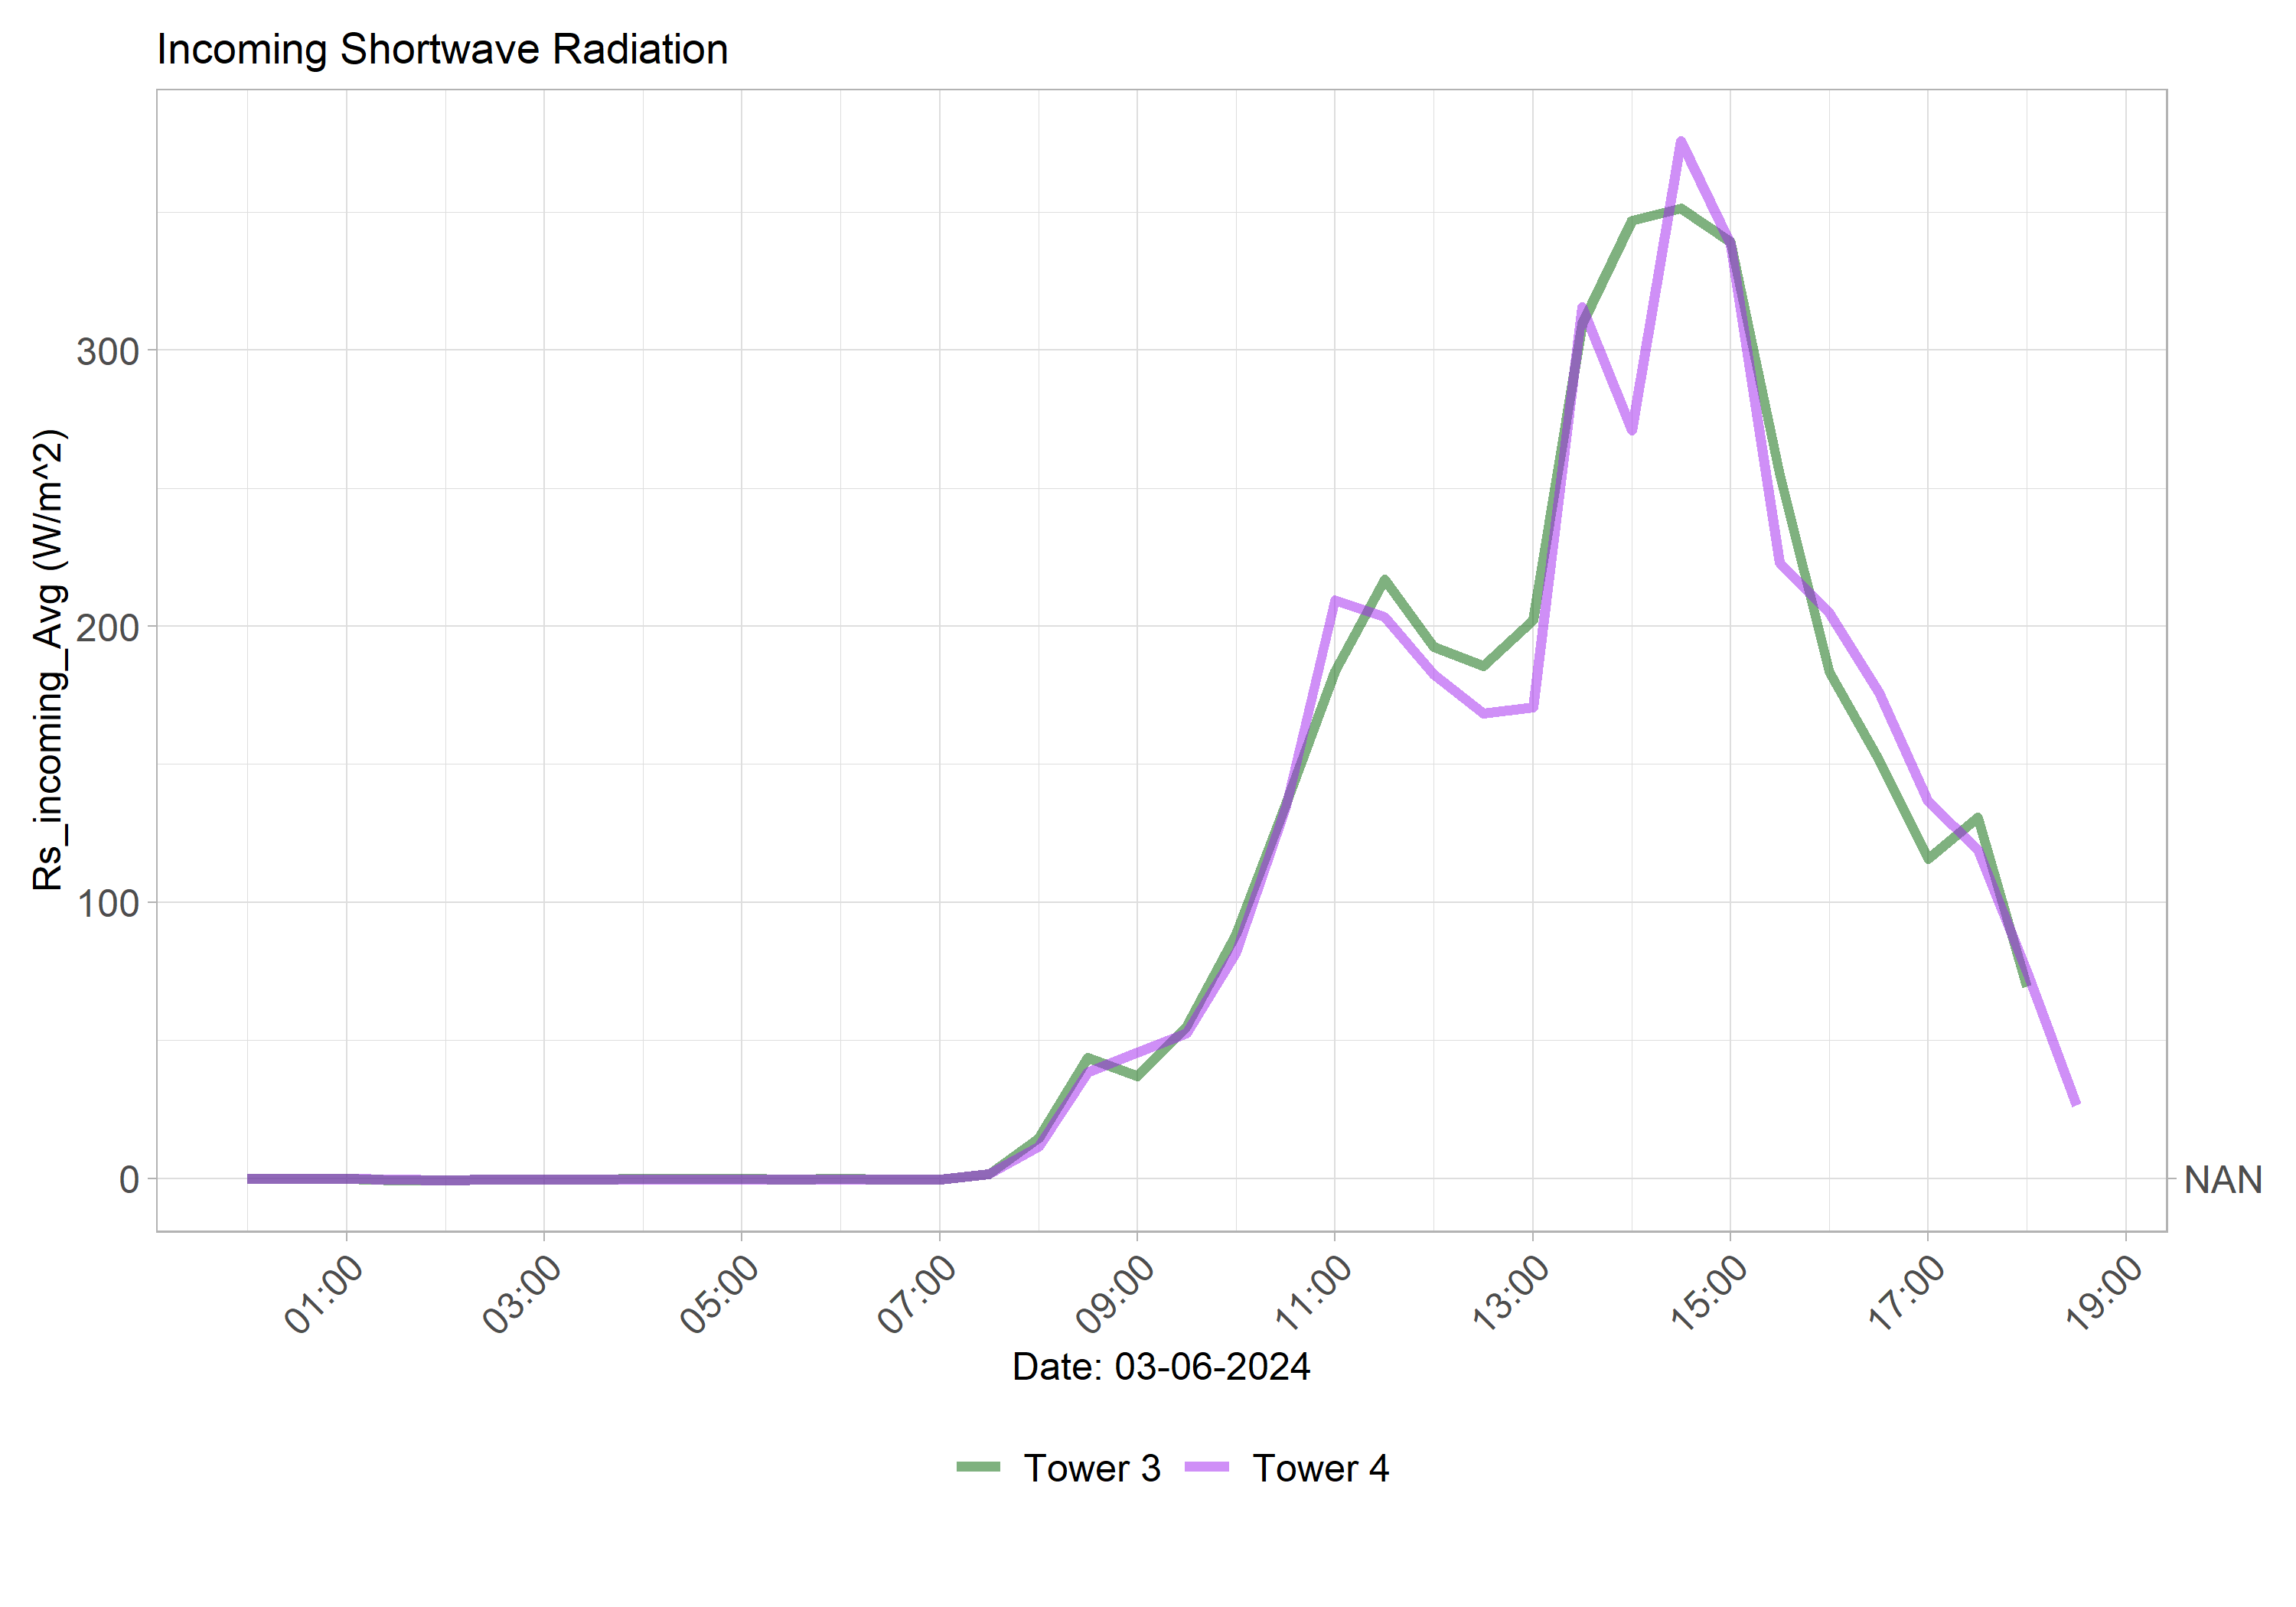 Incoming Shortwave Radiation
Rs_incoming_Avg (W/m^2)
300
200
100
0
NAN
01:00
03:00
05:00
07:00
09:00
11:00
13:00
15:00
17:00
19:00
Date: 03-06-2024
Tower 3
Tower 4